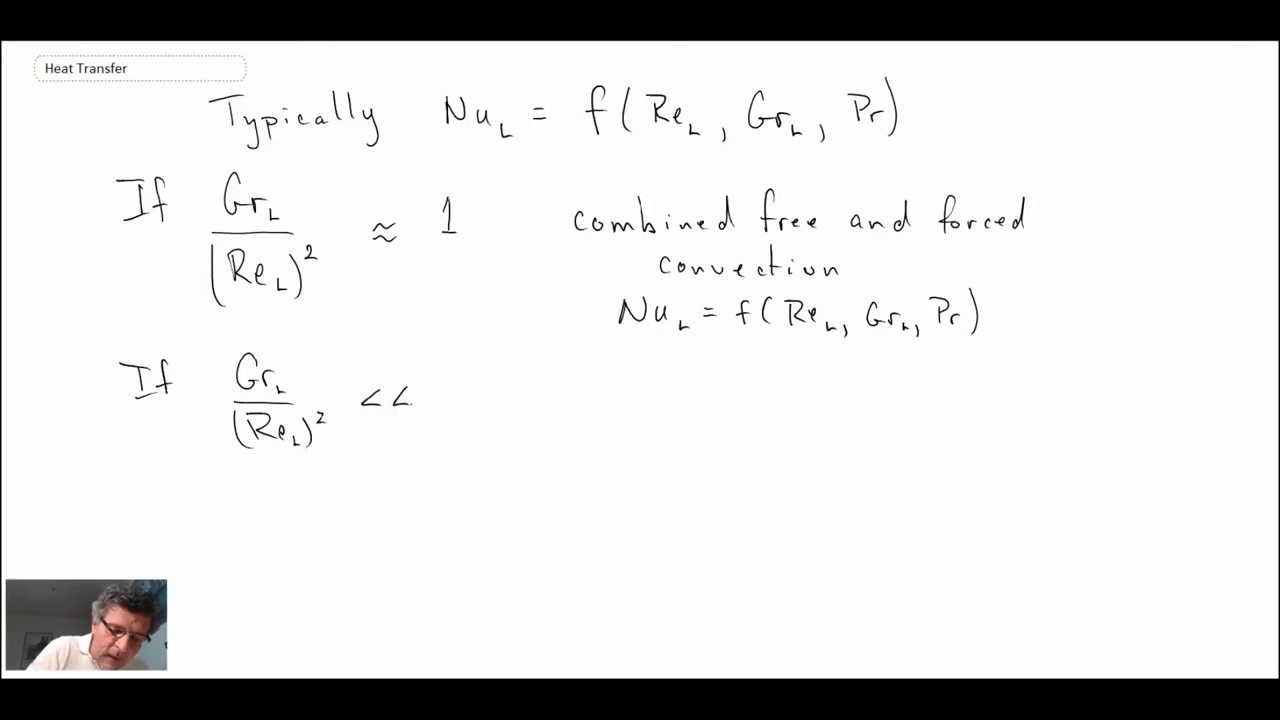 Heat Transfer
Typically Nu_L = f(Re_L, Gr_L, Pr)
If Gr_L / (Re_L)² ≈ 1 combined free and forced
convection
Nu_L = f(Re_L, Gr_L, Pr)
If Gr_L / (Re_L)² <<